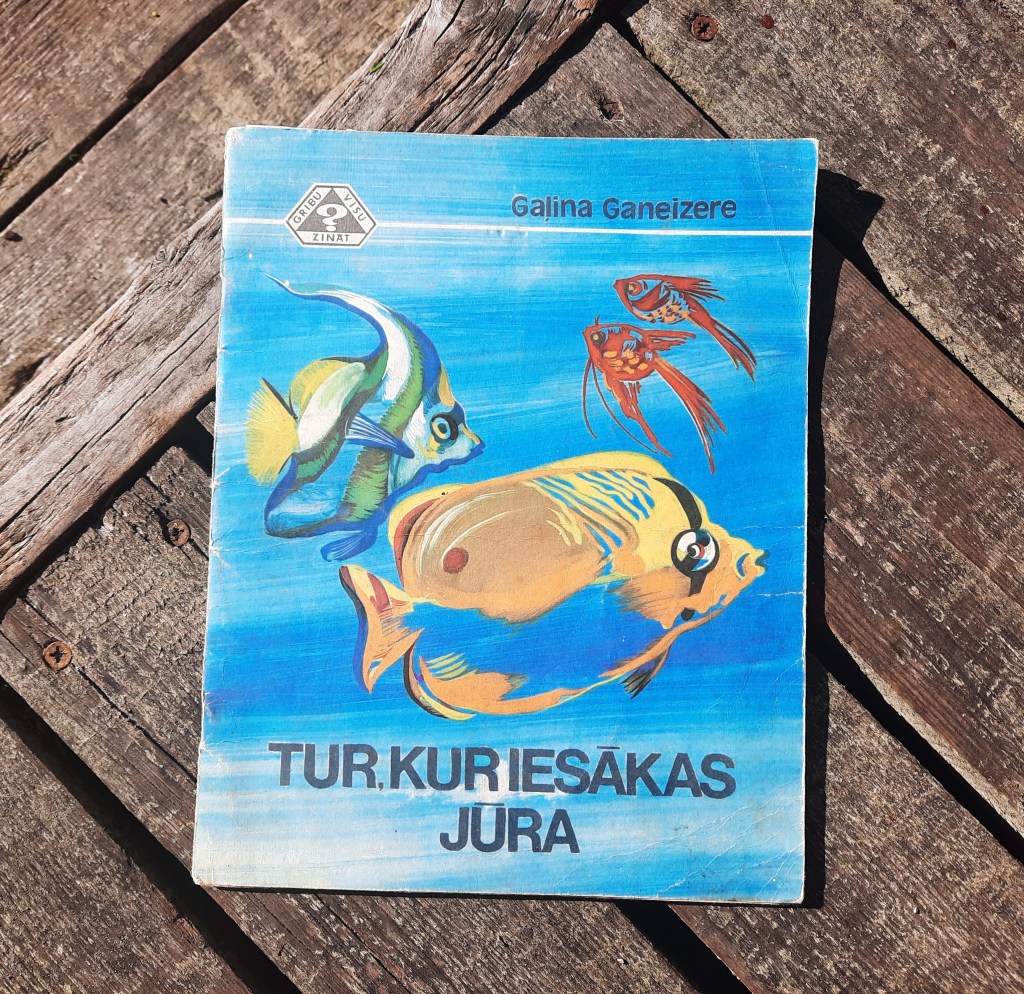 GRIBU VISU
?
ZINĀT
Gaļina Ganeizere
TUR, KUR IESĀKAS
JŪRA